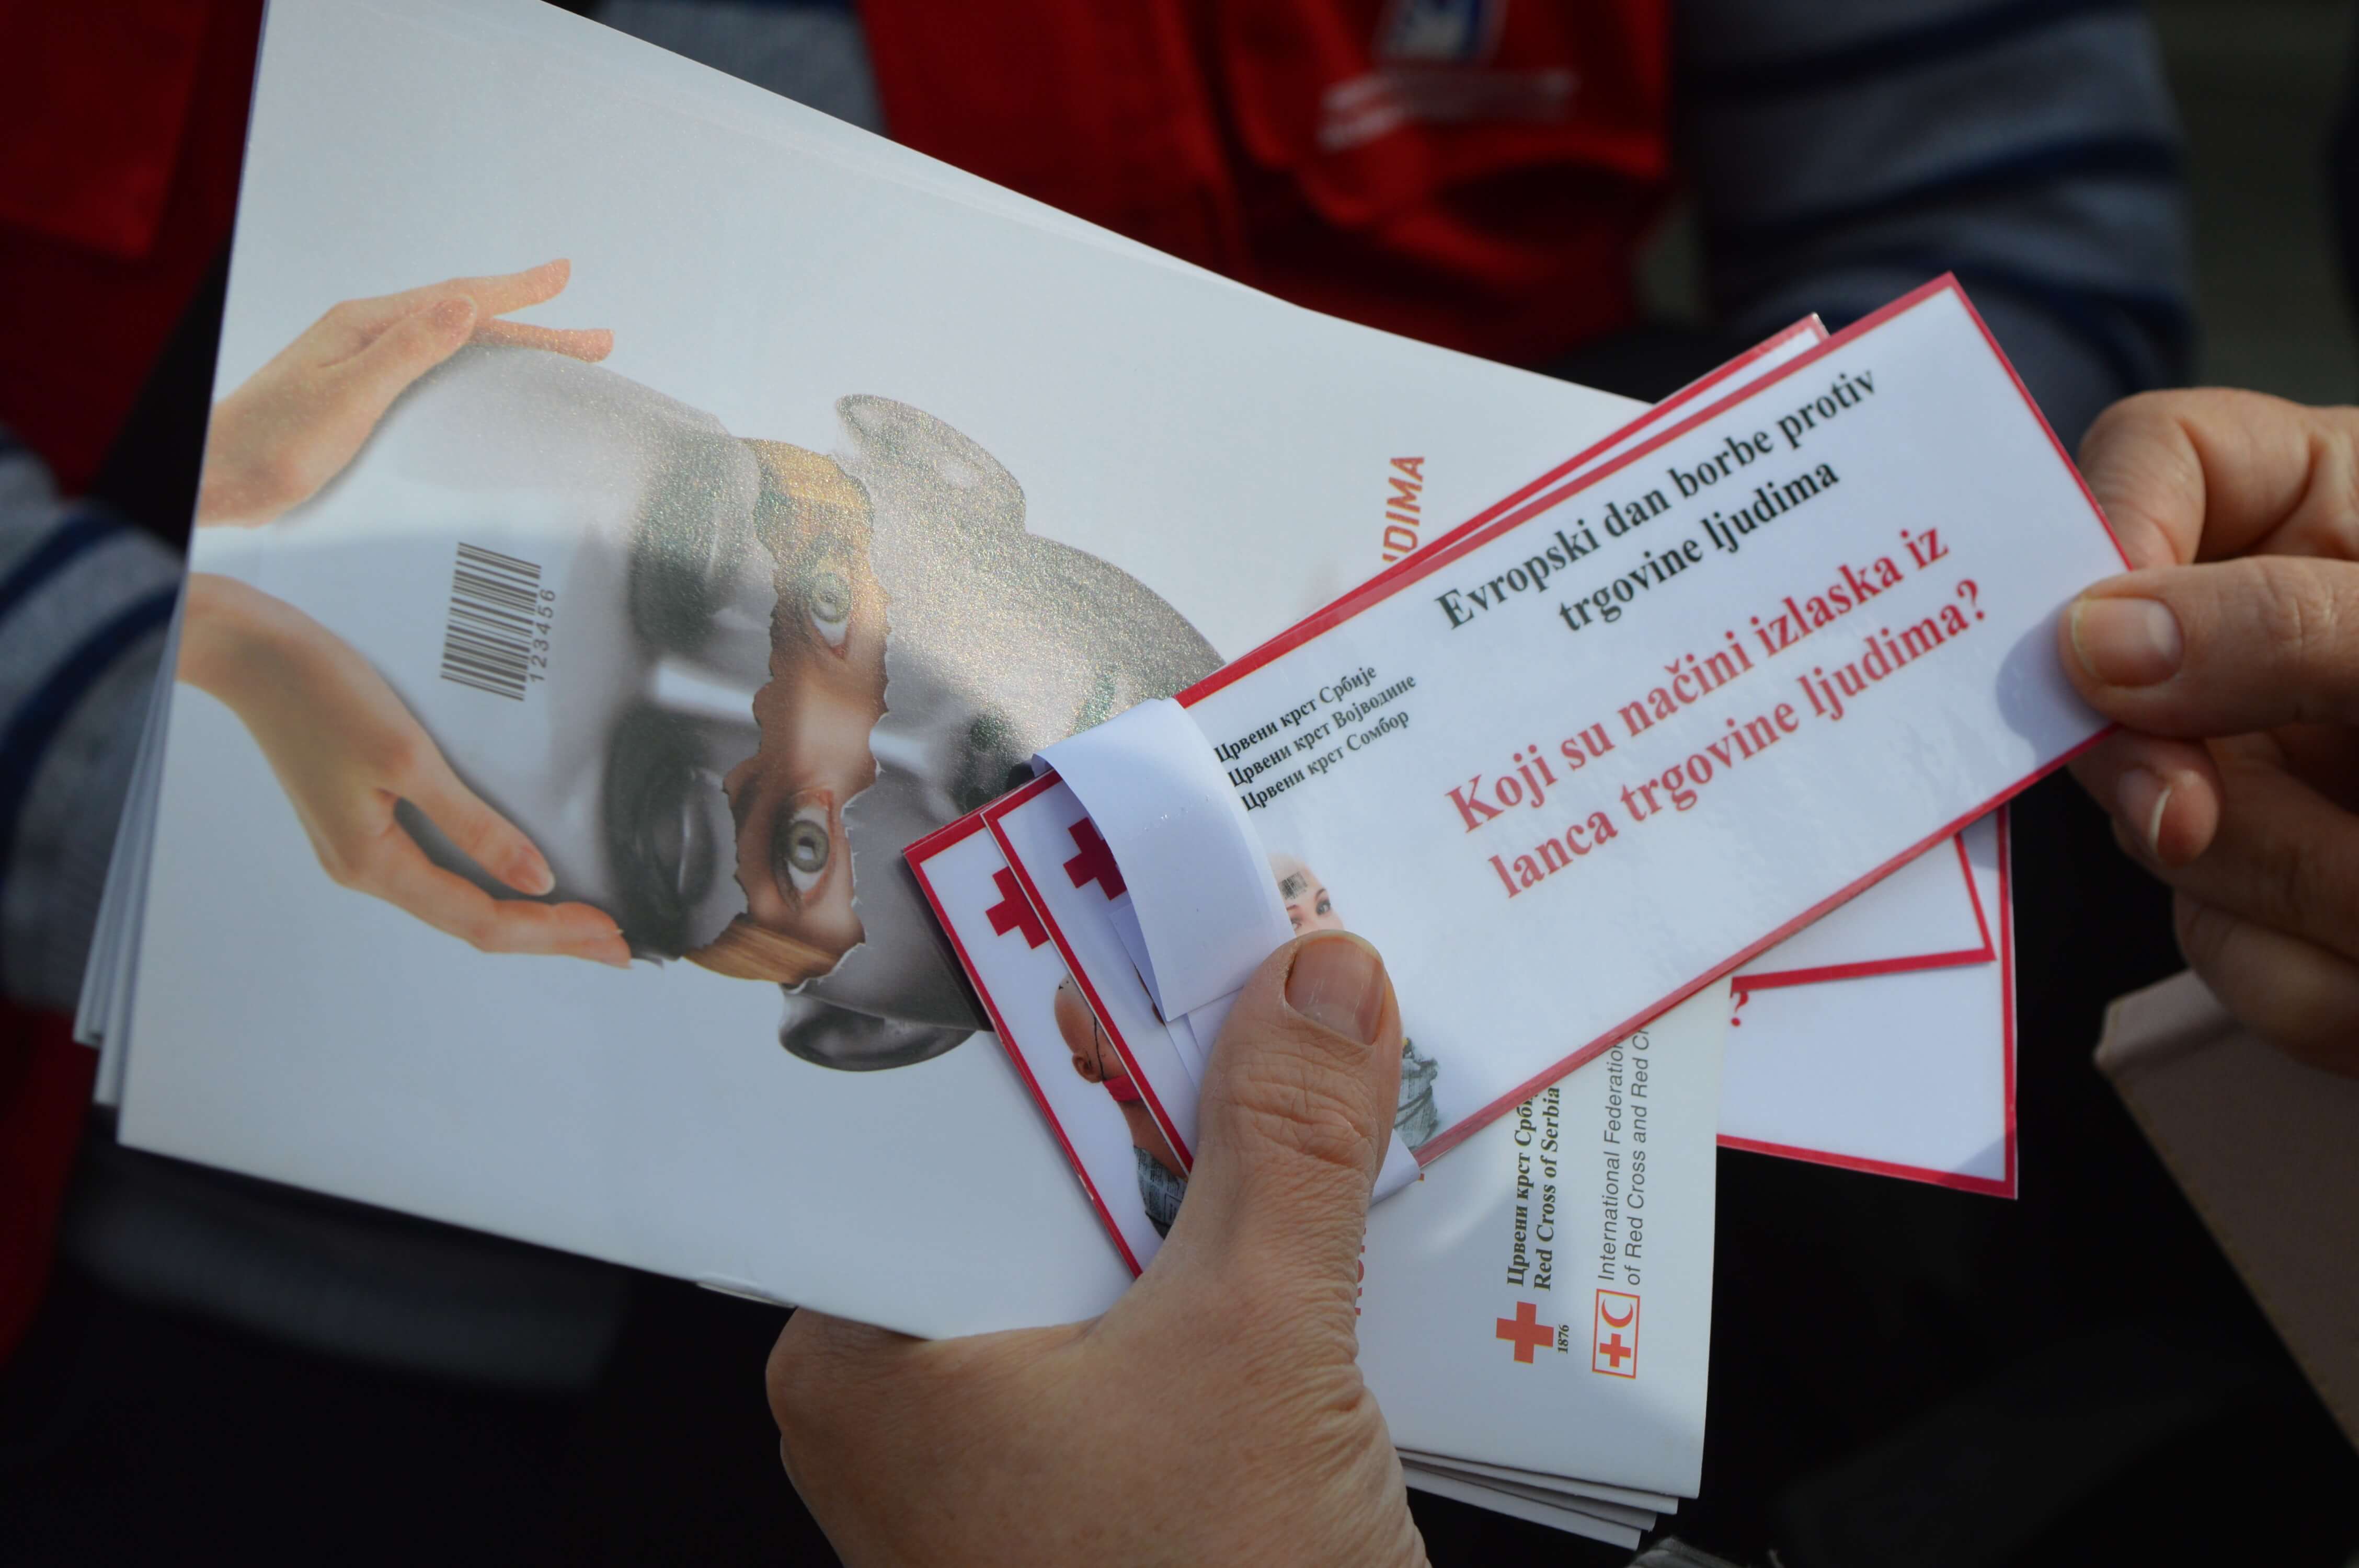 Evropski dan borbe protiv
trgovine ljudima
Koji su načini izlaska iz
lanca trgovine ljudima?
Црвени крст Србије
Црвени крст Војводине
Црвени крст Сомбор
123456
?
Црвени крст
Red Cross of Serbia
1876
International Federation
of Red Cross and Red